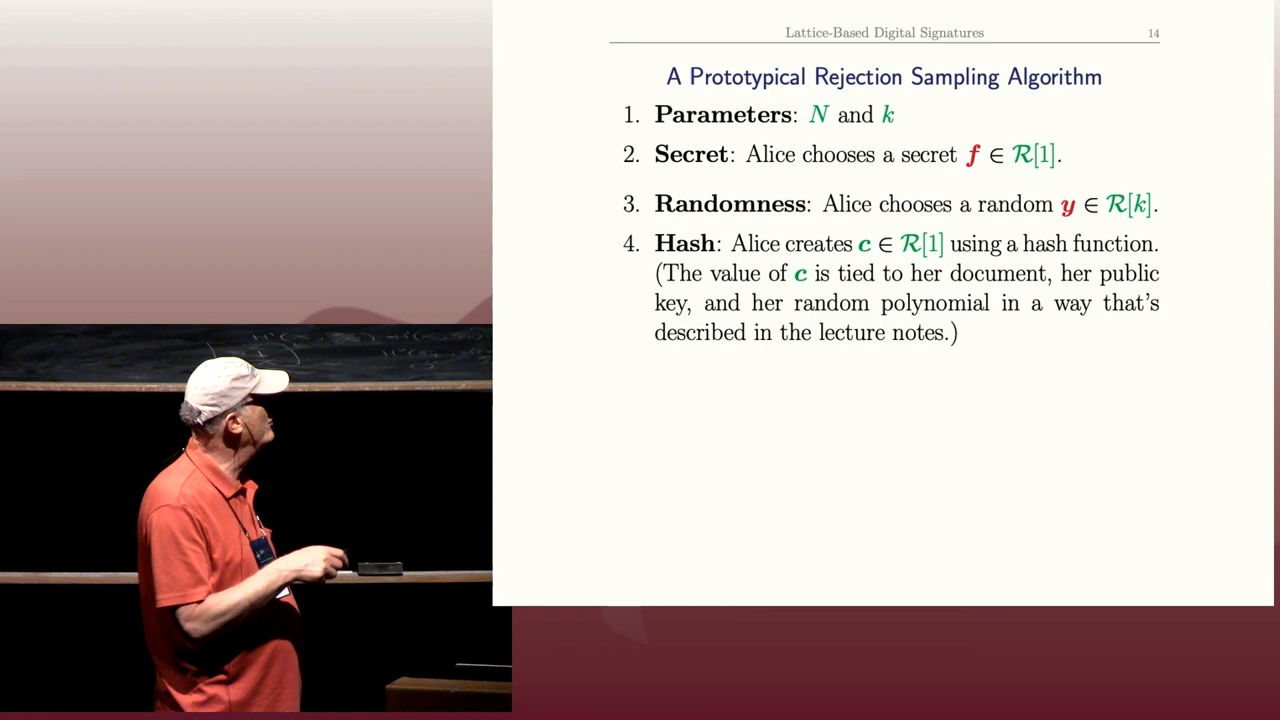 Lattice-Based Digital Signatures 14
A Prototypical Rejection Sampling Algorithm
1. Parameters: N and k
2. Secret: Alice chooses a secret f ∈ R[1].
3. Randomness: Alice chooses a random y ∈ R[k].
4. Hash: Alice creates c ∈ R[1] using a hash function.
(The value of c is tied to her document, her public
key, and her random polynomial in a way that's
described in the lecture notes.)